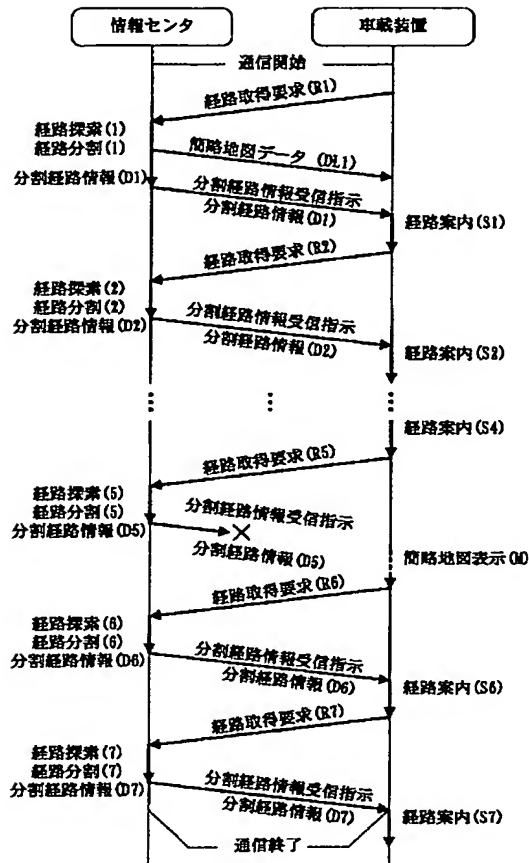 情報センタ
車載装置
通信開始
経路取得要求(R1)
経路探索(1)
経路分割(1)
簡略地図データ(DL1)
分割経路情報(D1)
分割経路情報受信指示
分割経路情報(D1)
経路案内(S1)
経路取得要求(R2)
経路探索(2)
経路分割(2)
分割経路情報(D2)
分割経路情報受信指示
分割経路情報(D2)
経路案内(S2)
経路案内(S4)
経路取得要求(R5)
経路探索(5)
経路分割(5)
分割経路情報(D5)
分割経路情報受信指示
分割経路情報(D5)
簡略地図表示(M)
経路取得要求(R6)
経路探索(6)
経路分割(6)
分割経路情報(D6)
分割経路情報受信指示
分割経路情報(D6)
経路案内(S6)
経路取得要求(R7)
経路探索(7)
経路分割(7)
分割経路情報(D7)
分割経路情報受信指示
分割経路情報(D7)
経路案内(S7)
通信終了